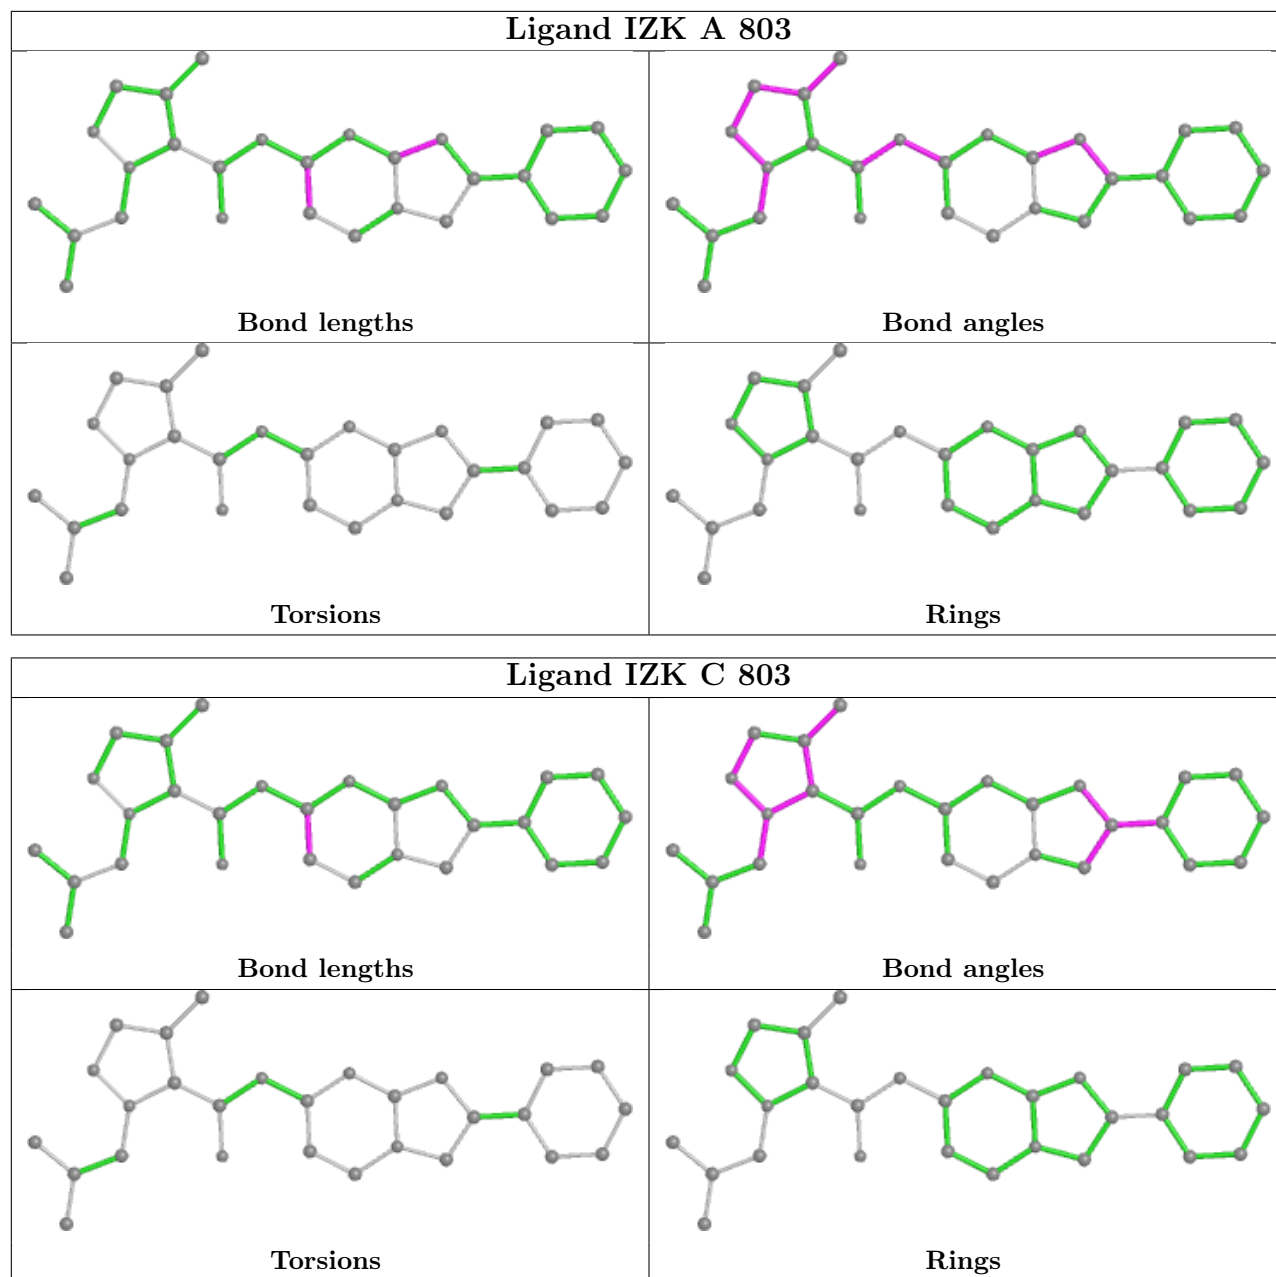 Ligand IZK A 803
Bond lengths
Bond angles
Torsions
Rings
Ligand IZK C 803
Bond lengths
Bond angles
Torsions
Rings